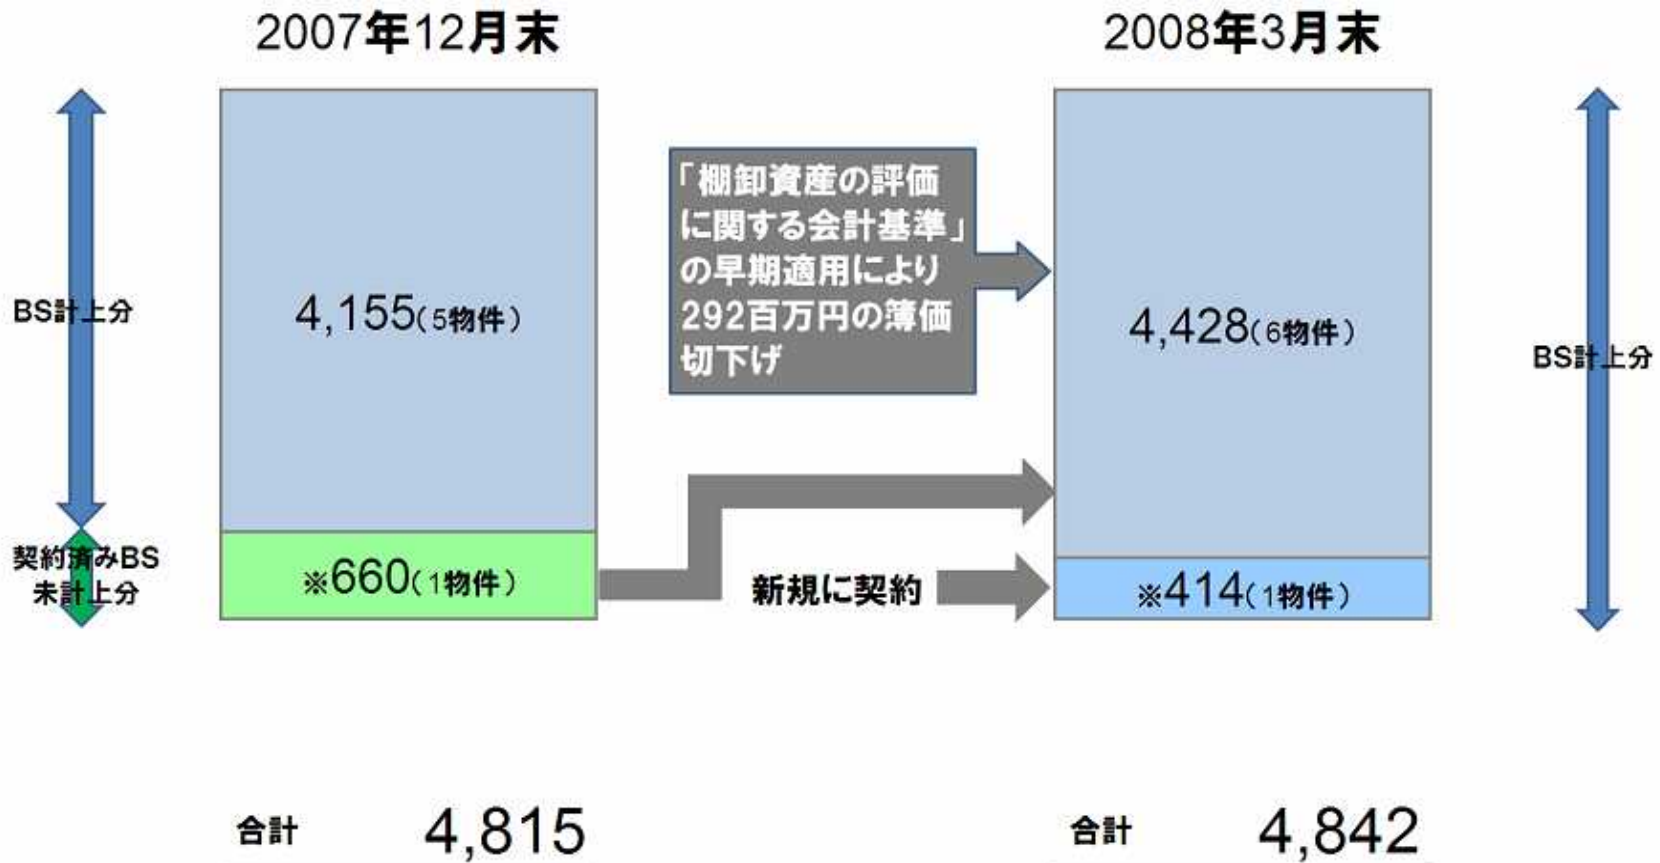 2007年12月末
2008年3月末
「棚卸資産の評価
に関する会計基準」
の早期適用により
292百万円の薄価
切下げ
BS計上分
4,155(5物件)
4,428(6物件)
BS計上分
契約済みBS
未計上分
※660(1物件)
新規に契約
※414(1物件)
合計 4,815
合計 4,842